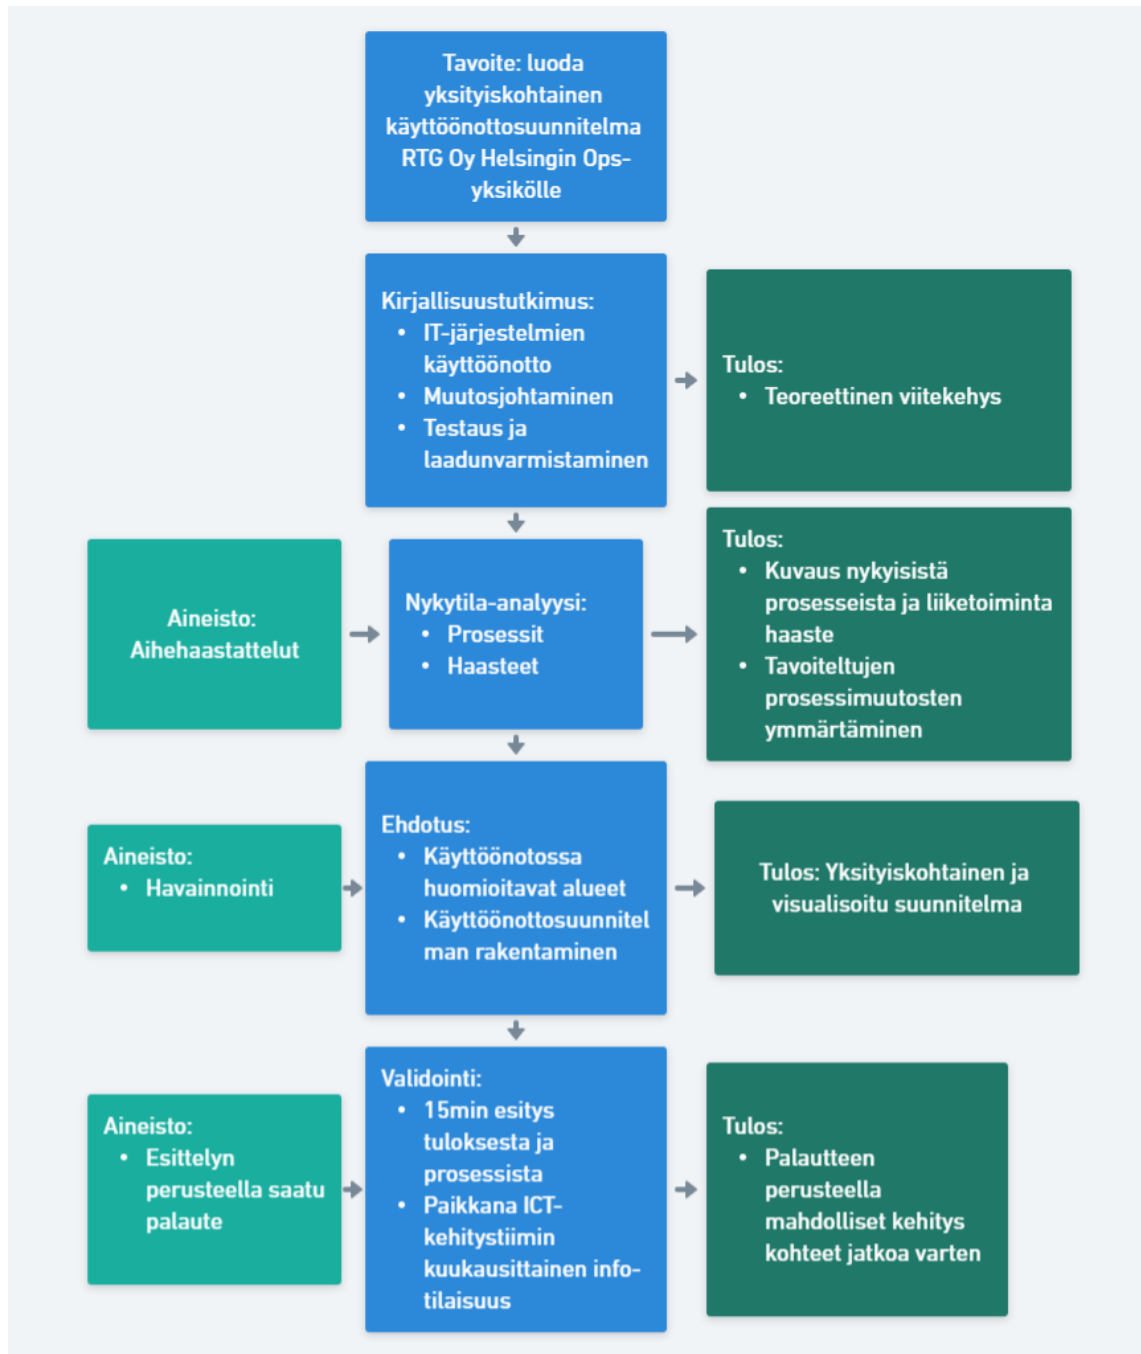 Tavoite: luoda
yksityiskohtainen
käyttöönottosuunnitelma
RTG Oy Helsingin Ops-
yksikölle
Kirjallisuustutkimus:
• IT-järjestelmien
käyttöönotto
• Muutosjohtaminen
• Testaus ja
laadunvarmistaminen
Tulos:
• Teoreettinen viitekehys
Aineisto:
Aihehaastattelut
Nykytila-analyysi:
• Prosessit
• Haasteet
Tulos:
• Kuvaus nykyisistä
prosesseista ja liiketoiminta
haaste
• Tavoiteltujen
prosessimuutosten
ymmärtäminen
Aineisto:
• Havainnointi
Ehdotus:
• Käyttöönotossa
huomioitavat alueet
• Käyttöönottosuunnitel
man rakentaminen
Tulos: Yksityiskohtainen ja
visualisoitu suunnitelma
Aineisto:
• Esittelyn
perusteella saatu
palaute
Validointi:
• 15min esitys
tuloksesta ja
prosessista
• Paikkana ICT-
kehitystiimin
kuukausittainen info-
tilaisuus
Tulos:
• Palautteen
perusteella
mahdolliset kehitys
kohteet jatkoa varten